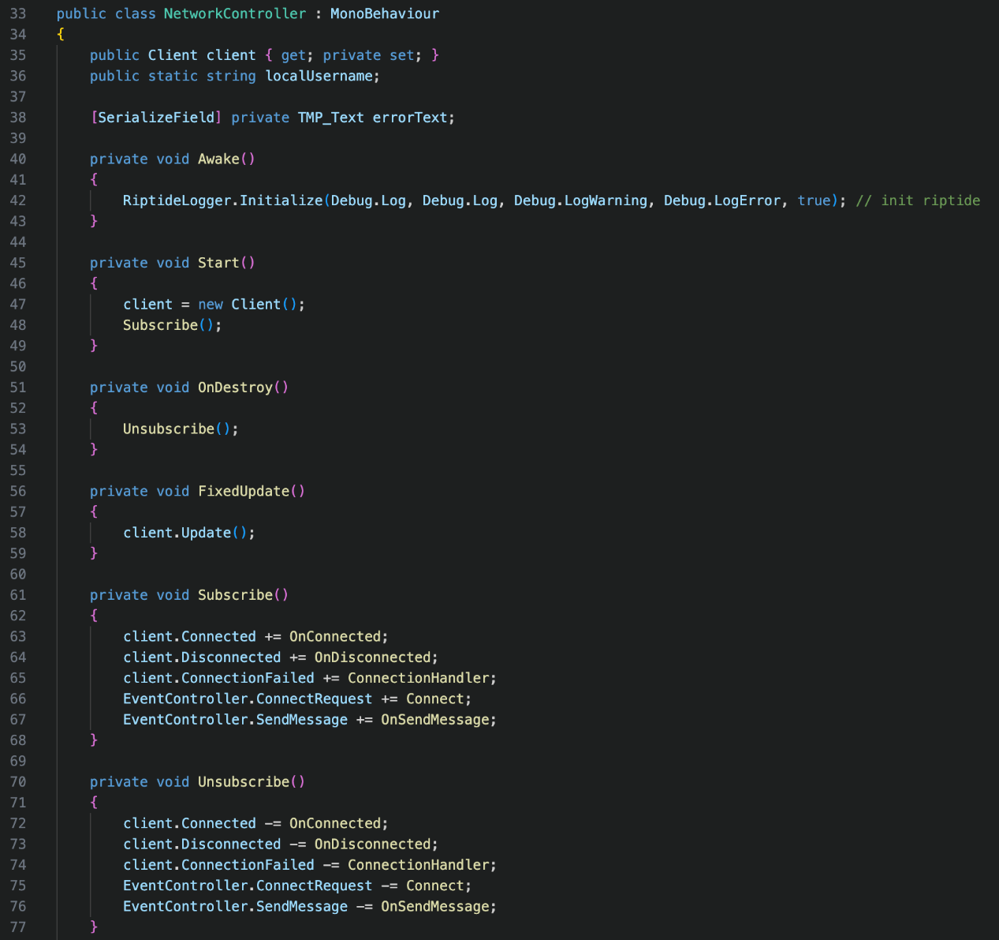 33 public class NetworkController : MonoBehaviour
34 {
35     public Client client { get; private set; }
36     public static string localUsername;
37
38     [SerializeField] private TMP_Text errorText;
39
40     private void Awake()
41     {
42         RiptideLogger.Initialize(Debug.Log, Debug.Log, Debug.LogWarning, Debug.LogError, true); // init riptide
43     }
44
45     private void Start()
46     {
47         client = new Client();
48         Subscribe();
49     }
50
51     private void OnDestroy()
52     {
53         Unsubscribe();
54     }
55
56     private void FixedUpdate()
57     {
58         client.Update();
59     }
60
61     private void Subscribe()
62     {
63         client.Connected += OnConnected;
64         client.Disconnected += OnDisconnected;
65         client.ConnectionFailed += ConnectionHandler;
66         EventController.ConnectRequest += Connect;
67         EventController.SendMessage += OnSendMessage;
68     }
69
70     private void Unsubscribe()
71     {
72         client.Connected -= OnConnected;
73         client.Disconnected -= OnDisconnected;
74         client.ConnectionFailed -= ConnectionHandler;
75         EventController.ConnectRequest -= Connect;
76         EventController.SendMessage -= OnSendMessage;
77     }